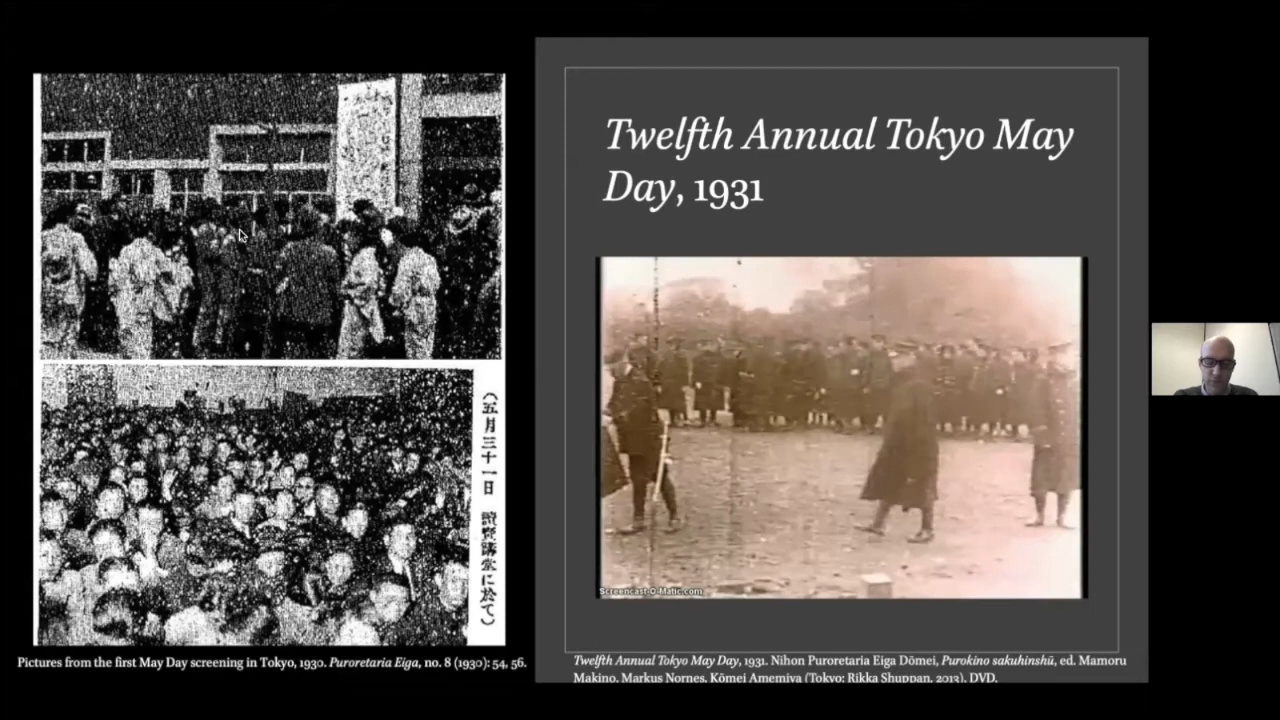 （五月三十一日 讀賣講堂に於て）
Pictures from the first May Day screening in Tokyo, 1930. Puroretaria Eiga, no. 8 (1930): 54, 56.
Twelfth Annual Tokyo May
Day, 1931
Screencast-O-Matic.com
Twelfth Annual Tokyo May Day, 1931. Nihon Puroretaria Eiga Dōmei, Purokino sakuhinshū, ed. Mamoru
Makino, Markus Nornes, Kōmei Amemiya (Tokyo: Rikka Shuppan, 2013), DVD.